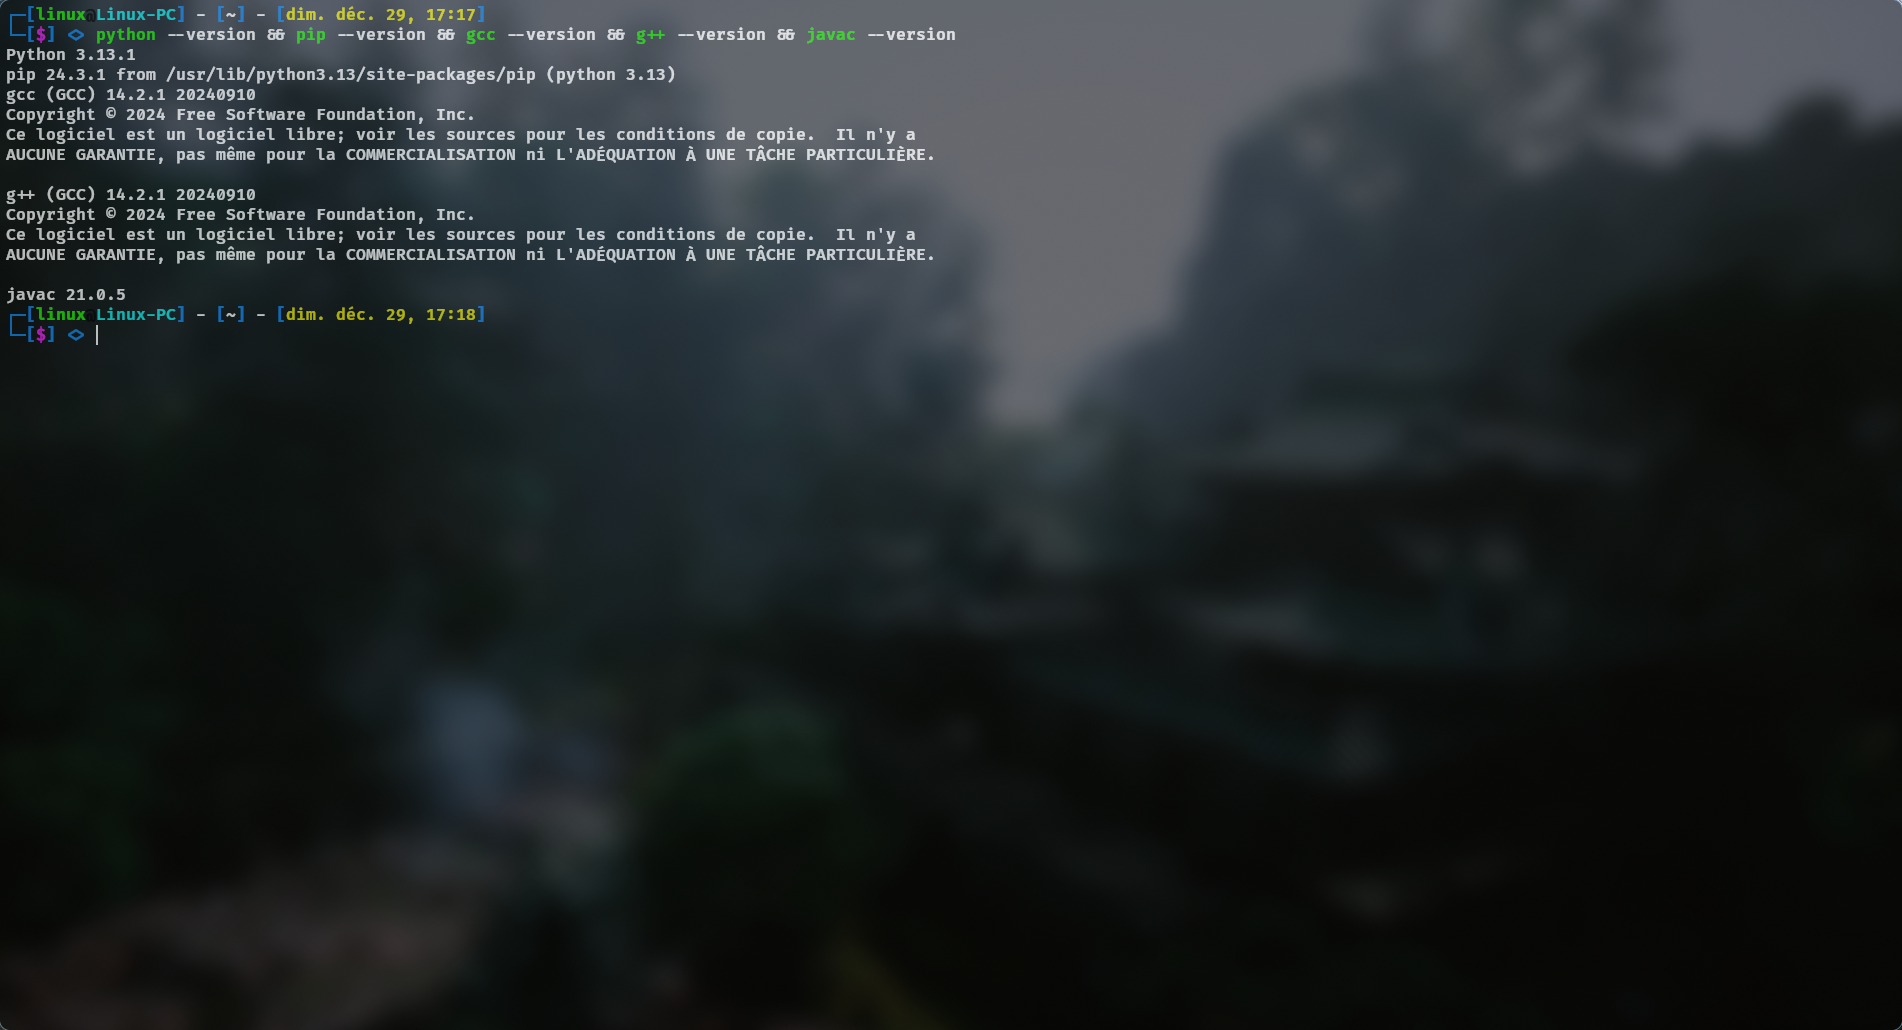 ┌─[linux@Linux-PC] - [~] - [dim. déc. 29, 17:17]
└─[$] <> python --version && pip --version && gcc --version && g++ --version && javac --version
Python 3.13.1
pip 24.3.1 from /usr/lib/python3.13/site-packages/pip (python 3.13)
gcc (GCC) 14.2.1 20240910
Copyright © 2024 Free Software Foundation, Inc.
Ce logiciel est un logiciel libre; voir les sources pour les conditions de copie.  Il n'y a
AUCUNE GARANTIE, pas même pour la COMMERCIALISATION ni L'ADÉQUATION À UNE TÂCHE PARTICULIÈRE.

g++ (GCC) 14.2.1 20240910
Copyright © 2024 Free Software Foundation, Inc.
Ce logiciel est un logiciel libre; voir les sources pour les conditions de copie.  Il n'y a
AUCUNE GARANTIE, pas même pour la COMMERCIALISATION ni L'ADÉQUATION À UNE TÂCHE PARTICULIÈRE.

javac 21.0.5
┌─[linux@Linux-PC] - [~] - [dim. déc. 29, 17:18]
└─[$] <>